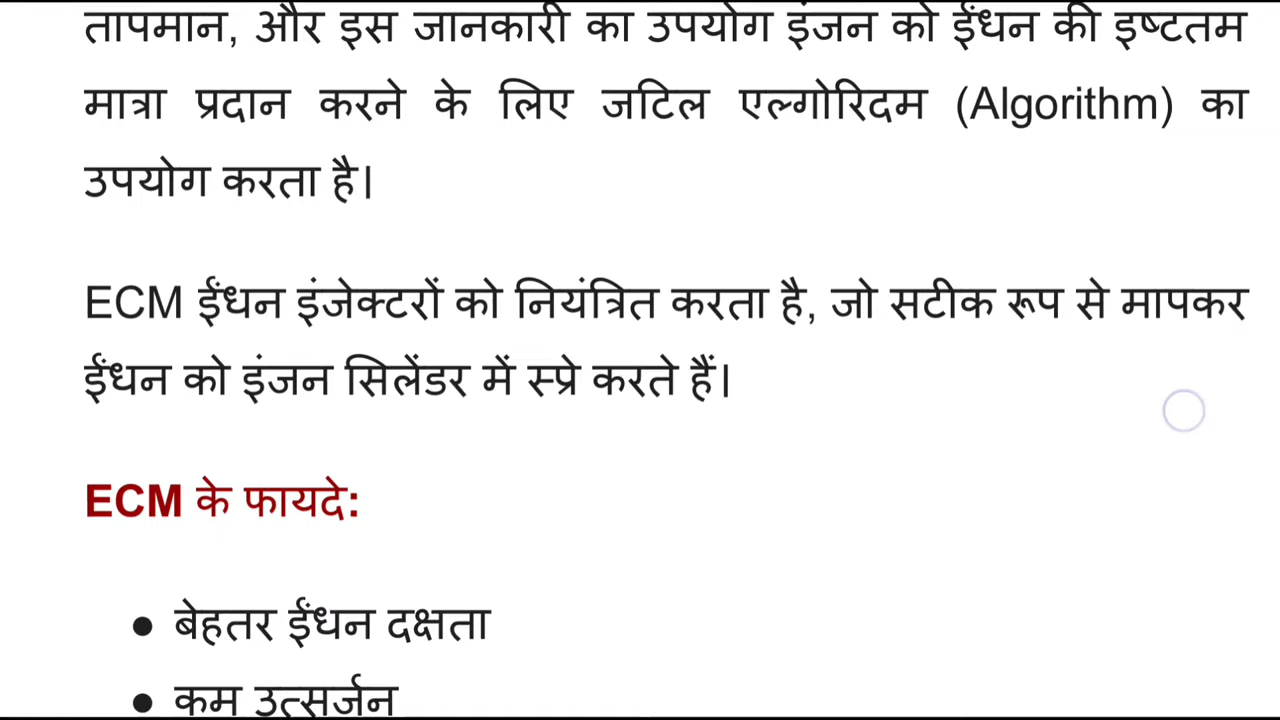 तापमान, और इस जानकारी का उपयोग इंजन को ईंधन की इष्टतम
मात्रा प्रदान करने के लिए जटिल एल्गोरिदम (Algorithm) का
उपयोग करता है।
ECM ईंधन इंजेक्टरों को नियंत्रित करता है, जो सटीक रूप से मापकर
ईंधन को इंजन सिलेंडर में स्प्रे करते हैं।
ECM के फायदे:
● बेहतर ईंधन दक्षता
● कम उत्सर्जन